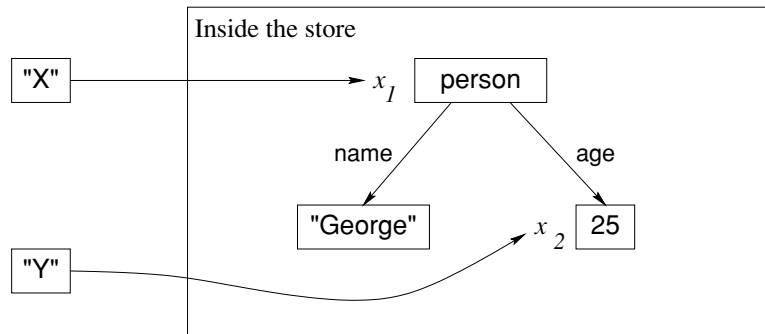 Inside the store
"X"
x1
person
name
age
"George"
x2
25
"Y"